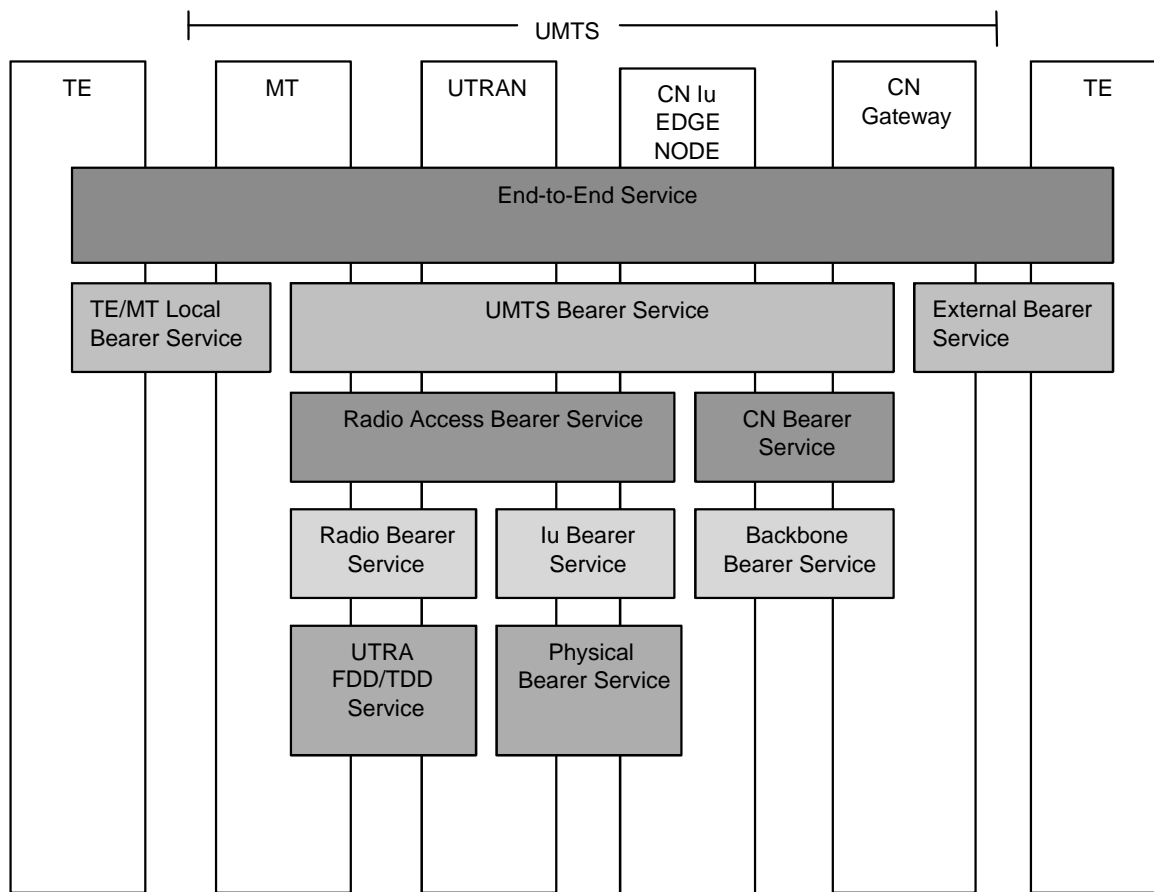 UMTS
TE
MT
UTRAN
CN Iu
EDGE
NODE
CN
Gateway
TE
End-to-End Service
TE/MT Local
Bearer Service
UMTS Bearer Service
External Bearer
Service
Radio Access Bearer Service
CN Bearer
Service
Radio Bearer
Service
Iu Bearer
Service
Backbone
Bearer Service
UTRA
FDD/TDD
Service
Physical
Bearer Service